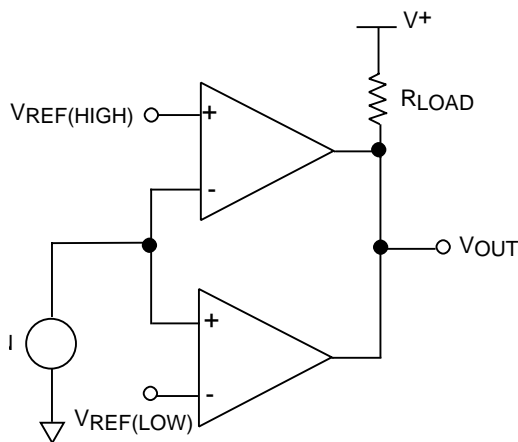 V+
RLOAD
VREF(HIGH)
+
-
VOUT
+
-
VREF(LOW)